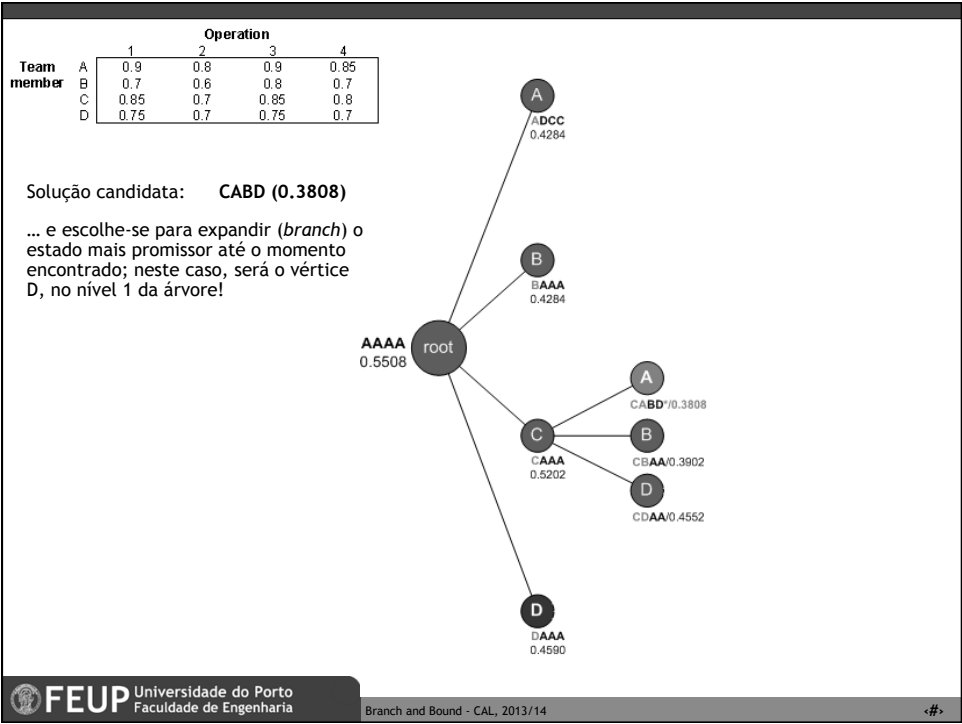 Operation
1 2 3 4
Team member
A 0.9 0.8 0.9 0.85
B 0.7 0.6 0.8 0.7
C 0.85 0.7 0.85 0.8
D 0.75 0.7 0.75 0.7
Solução candidata: CABD (0.3808)
… e escolhe-se para expandir (branch) o
estado mais promissor até o momento
encontrado; neste caso, será o vértice
D, no nível 1 da árvore!
A
ADCC
0.4284
B
BAAA
0.4284
AAAA
0.5508
root
C
CAAA
0.5202
A
CABD*/0.3808
B
CBAA/0.3902
D
CDAA/0.4552
D
DAAA
0.4590
FEUP Universidade do Porto
Faculdade de Engenharia
Branch and Bound - CAL, 2013/14
‹#›